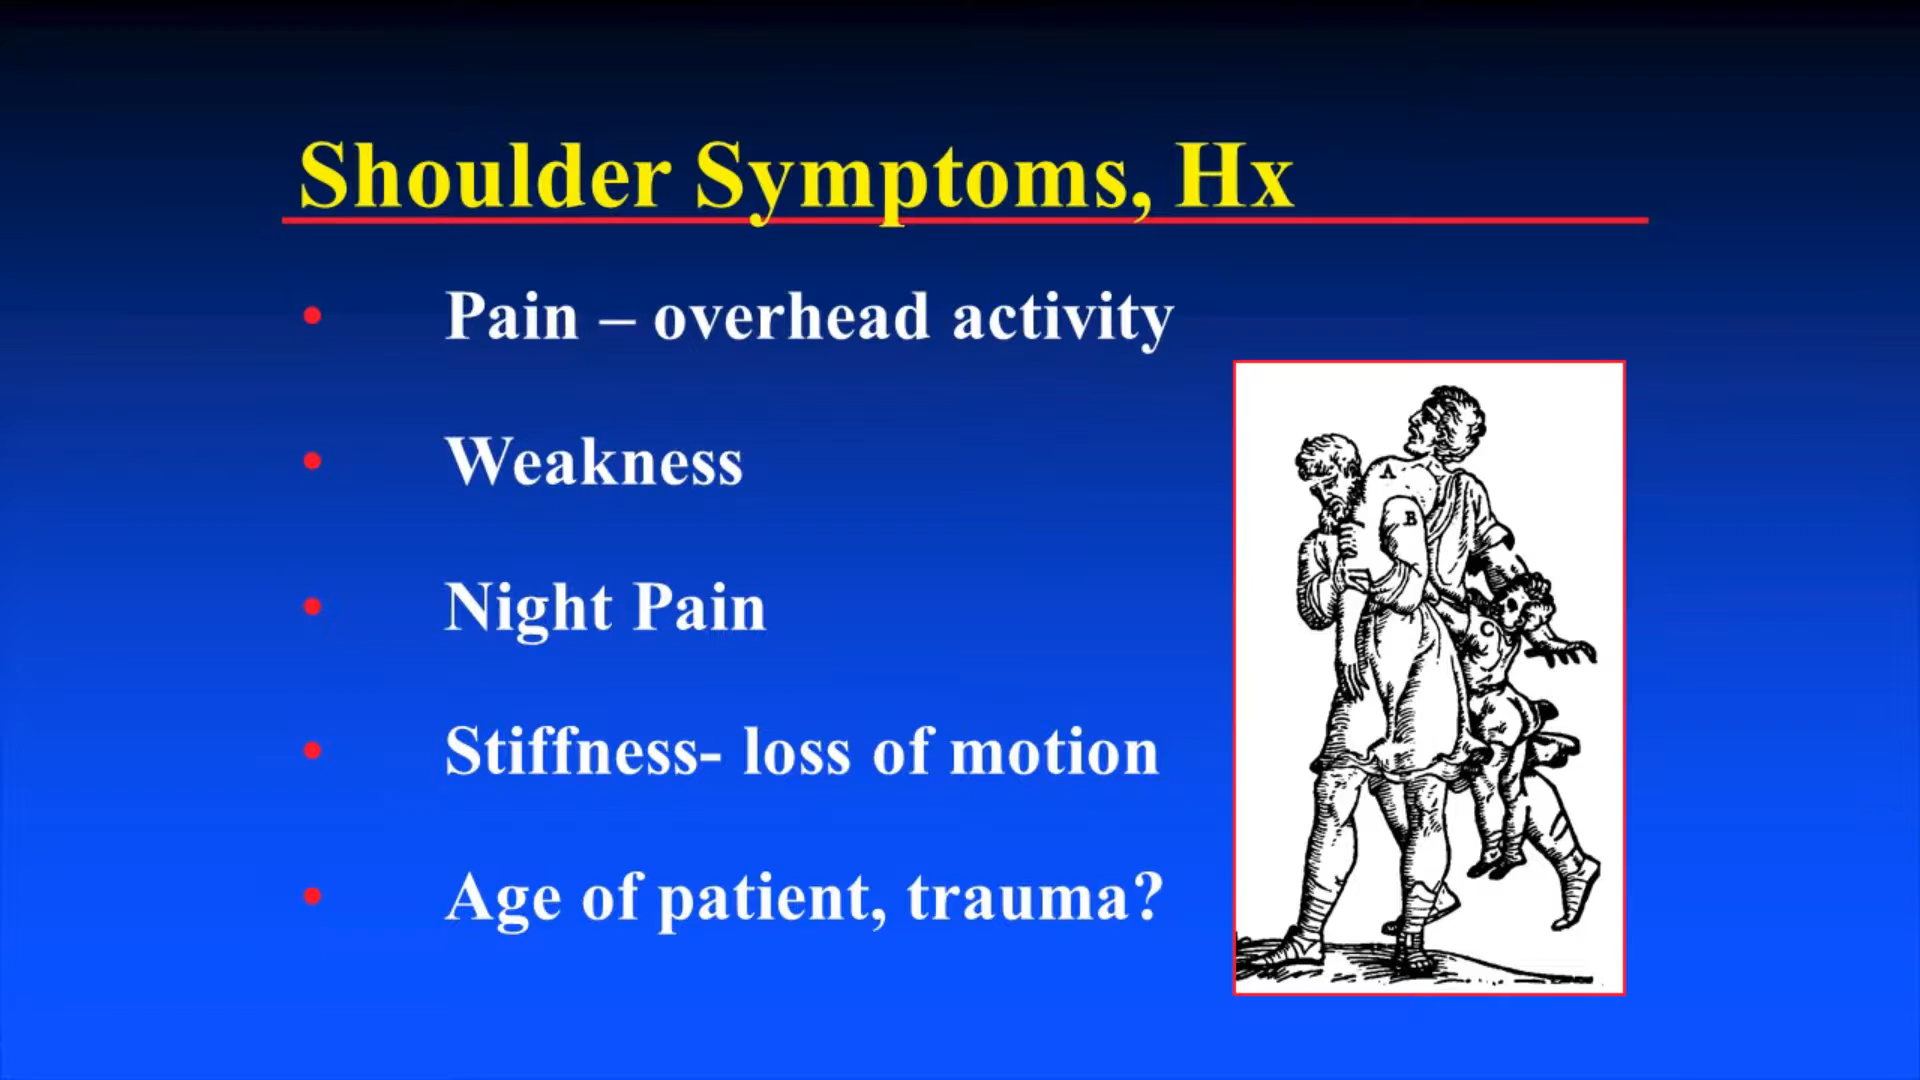 Shoulder Symptoms, Hx
• Pain – overhead activity
• Weakness
• Night Pain
• Stiffness- loss of motion
• Age of patient, trauma?
A
B
C